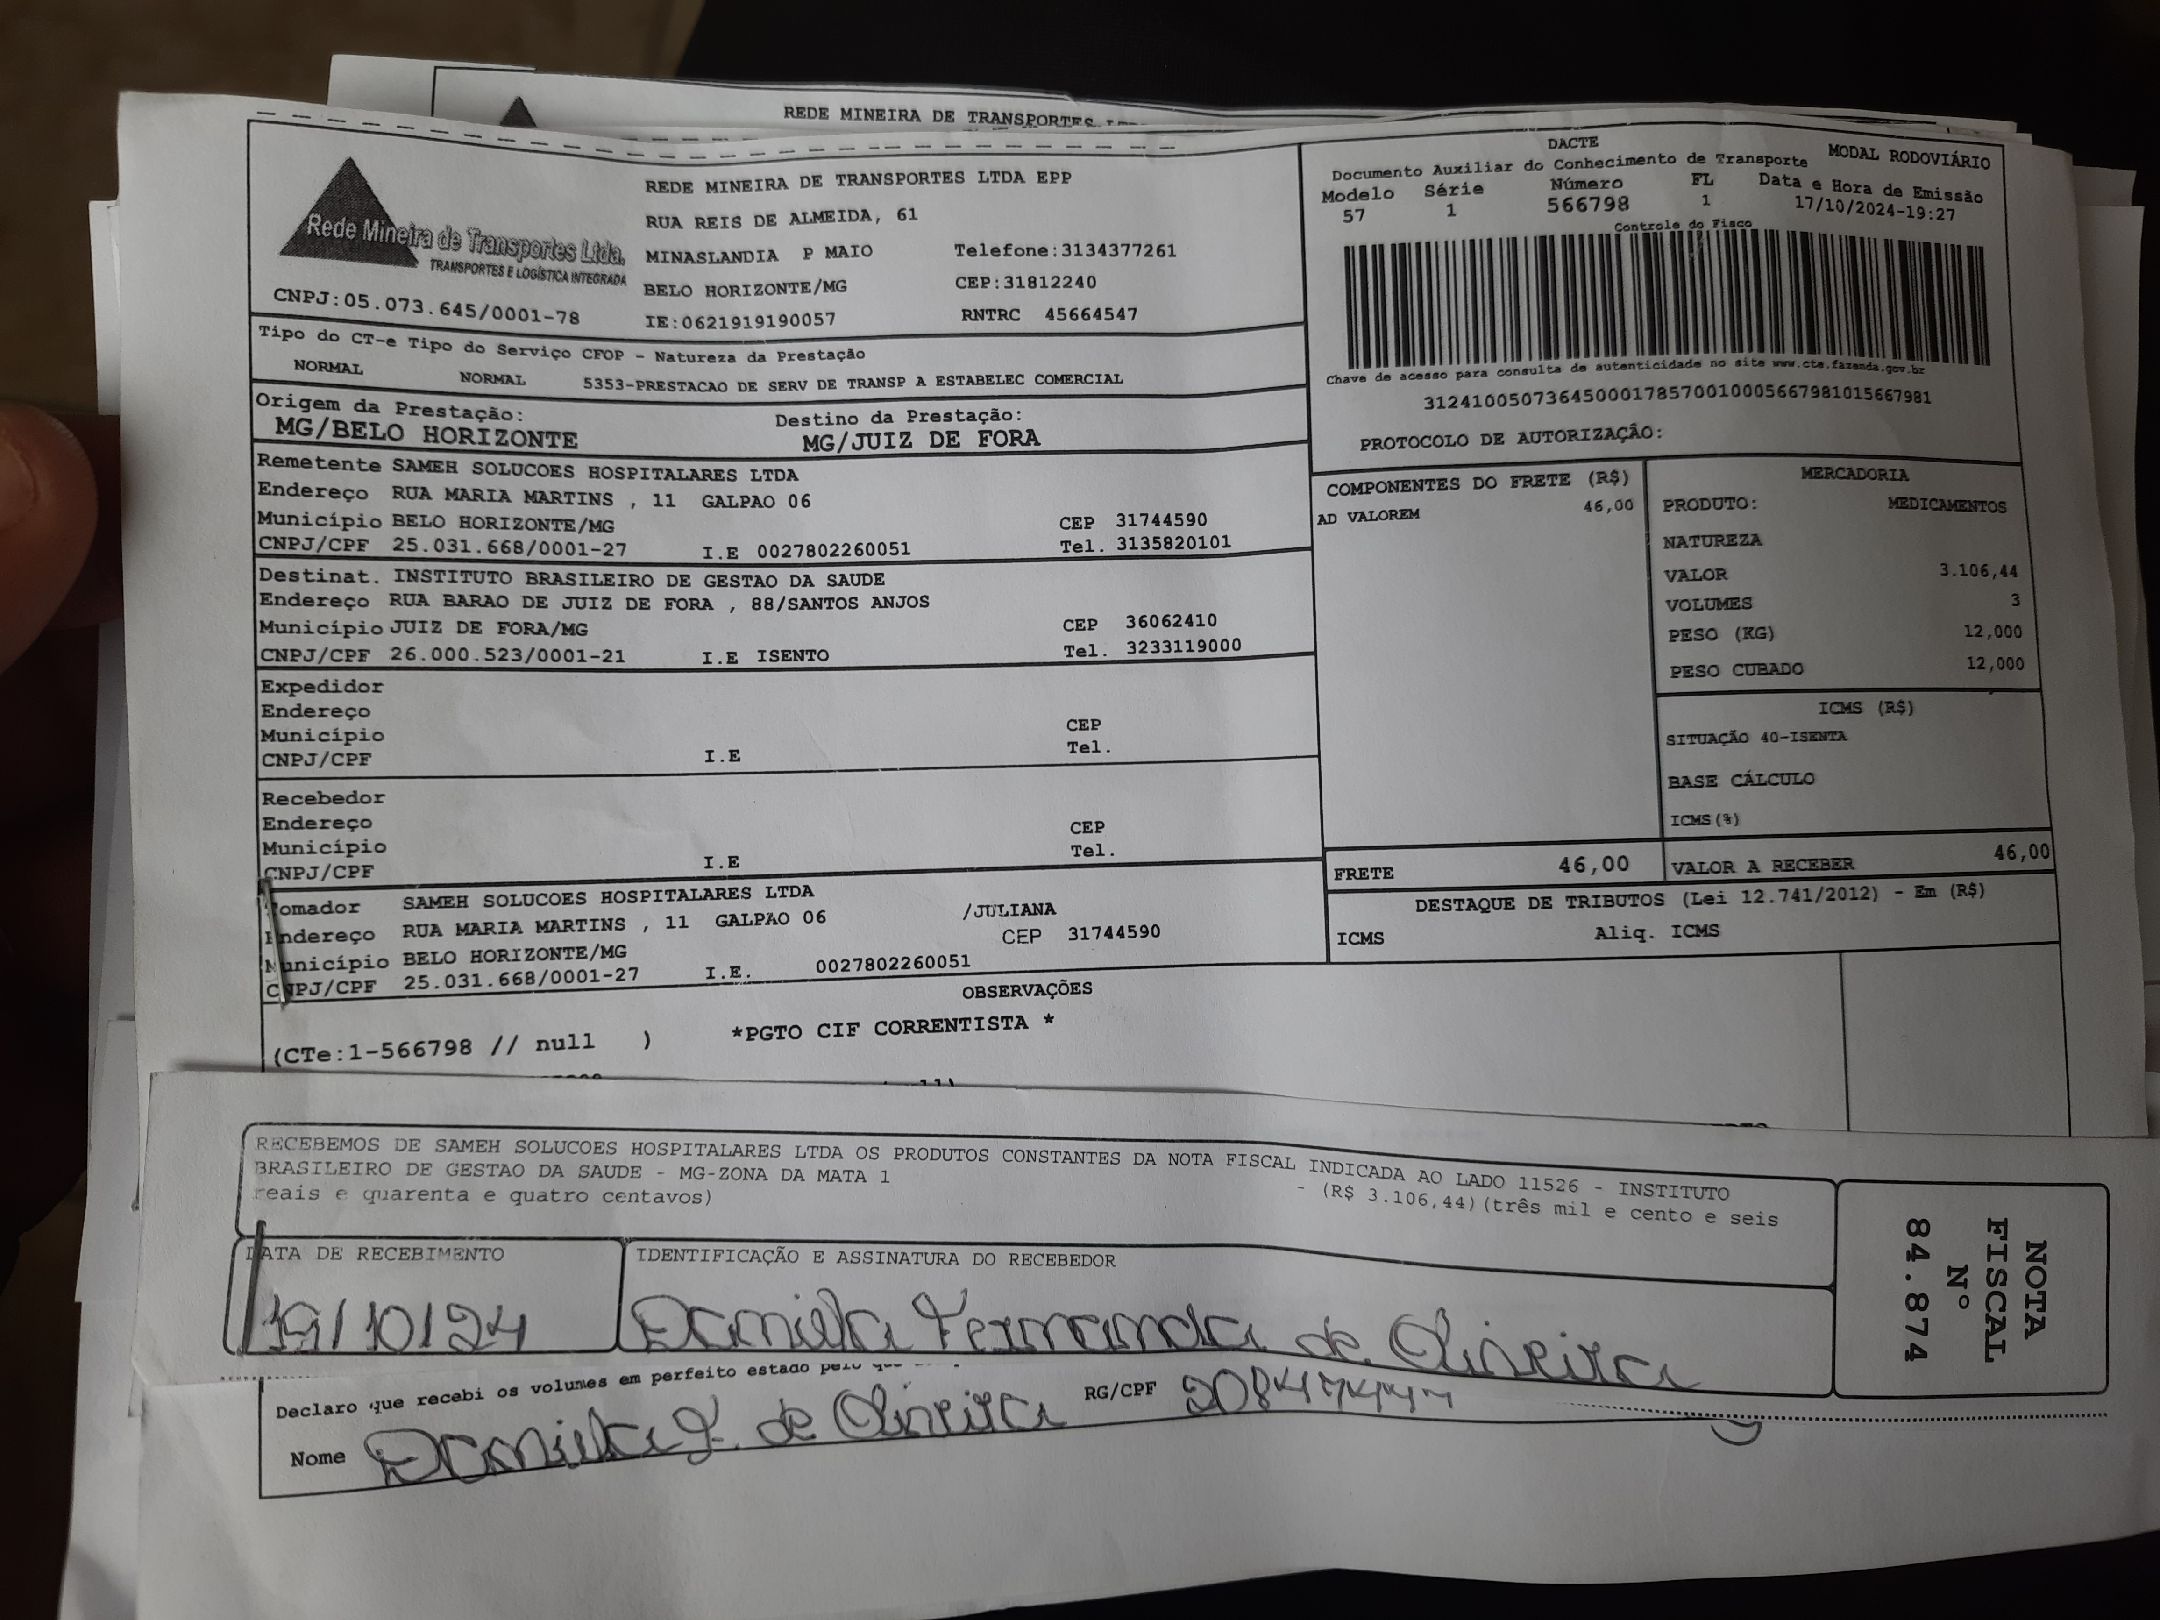 REDE MINEIRA DE TRANSPORTES
Rede Mineira de Transportes Ltda.
TRANSPORTES E LOGÍSTICA INTEGRADA
CNPJ:05.073.645/0001-78
REDE MINEIRA DE TRANSPORTES LTDA EPP
RUA REIS DE ALMEIDA, 61
MINASLANDIA P MAIO Telefone:3134377261
BELO HORIZONTE/MG CEP:31812240
IE:0621919190057 RNTRC 45664547
DACTE MODAL RODOVIÁRIO
Documento Auxiliar do Conhecimento de Transporte
Modelo Série Número FL Data e Hora de Emissão
57 1 566798 1 17/10/2024-19:27
Controle do Fisco
Chave de acesso para consulta de autenticidade no site www.cte.fazenda.gov.br
31241005073645000178570010005667981015667981
PROTOCOLO DE AUTORIZAÇÃO:
Tipo do CT-e Tipo do Serviço CFOP - Natureza da Prestação
NORMAL NORMAL 5353-PRESTACAO DE SERV DE TRANSP A ESTABELEC COMERCIAL
Origem da Prestação: Destino da Prestação:
MG/BELO HORIZONTE MG/JUIZ DE FORA
Remetente SAMEH SOLUCOES HOSPITALARES LTDA
Endereço RUA MARIA MARTINS , 11 GALPAO 06
Município BELO HORIZONTE/MG CEP 31744590
CNPJ/CPF 25.031.668/0001-27 I.E 0027802260051 Tel. 3135820101
Destinat. INSTITUTO BRASILEIRO DE GESTAO DA SAUDE
Endereço RUA BARAO DE JUIZ DE FORA , 88/SANTOS ANJOS
Município JUIZ DE FORA/MG CEP 36062410
CNPJ/CPF 26.000.523/0001-21 I.E ISENTO Tel. 3233119000
Expedidor
Endereço
Município CEP
CNPJ/CPF I.E Tel.
Recebedor
Endereço
Município CEP
CNPJ/CPF I.E Tel.
Tomador SAMEH SOLUCOES HOSPITALARES LTDA
Endereço RUA MARIA MARTINS , 11 GALPAO 06 /JULIANA
Município BELO HORIZONTE/MG CEP 31744590
CNPJ/CPF 25.031.668/0001-27 I.E. 0027802260051
COMPONENTES DO FRETE (R$)
AD VALOREM 46,00
MERCADORIA
PRODUTO: MEDICAMENTOS
NATUREZA
VALOR 3.106,44
VOLUMES 3
PESO (KG) 12,000
PESO CUBADO 12,000
ICMS (R$)
SITUAÇÃO 40-ISENTA
BASE CÁLCULO
ICMS(%)
FRETE 46,00 VALOR A RECEBER 46,00
DESTAQUE DE TRIBUTOS (Lei 12.741/2012) - Em (R$)
ICMS Aliq. ICMS
OBSERVAÇÕES
(CTe:1-566798 // null ) *PGTO CIF CORRENTISTA *
RECEBEMOS DE SAMEH SOLUCOES HOSPITALARES LTDA OS PRODUTOS CONSTANTES DA NOTA FISCAL INDICADA AO LADO 11526 - INSTITUTO
BRASILEIRO DE GESTAO DA SAUDE - MG-ZONA DA MATA 1 - (R$ 3.106,44)(três mil e cento e seis
reais e quarenta e quatro centavos)
DATA DE RECEBIMENTO IDENTIFICAÇÃO E ASSINATURA DO RECEBEDOR
19/10/24 Daniela Fernanda de Oliveira
NOTA
FISCAL
Nº
84.874
Declaro que recebi os volumes em perfeito estado pelo que
Nome Daniela F. de Oliveira RG/CPF